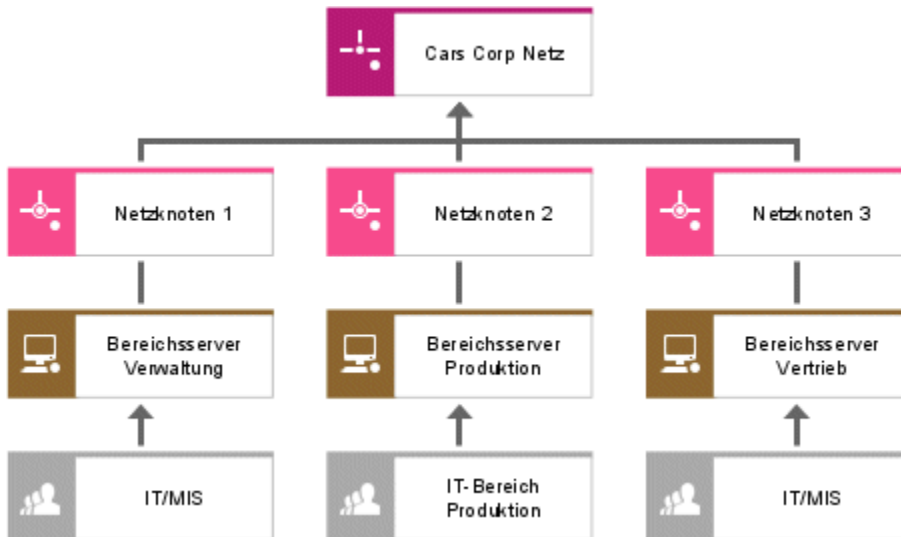 Cars Corp Netz
Netzknoten 1
Netzknoten 2
Netzknoten 3
Bereichsserver
Verwaltung
Bereichsserver
Produktion
Bereichsserver
Vertrieb
IT/MIS
IT-Bereich
Produktion
IT/MIS